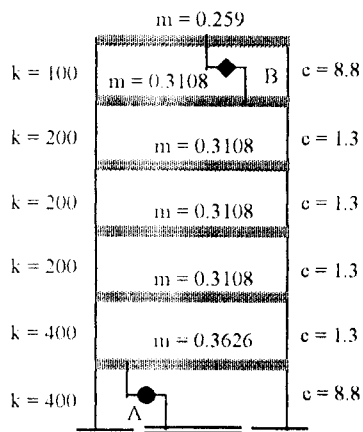 m = 0.259
k = 100 m = 0.3108 B c = 8.8
k = 200 m = 0.3108 c = 1.3
k = 200 m = 0.3108 c = 1.3
k = 200 m = 0.3108 c = 1.3
k = 400 m = 0.3626 c = 1.3
k = 400 A c = 8.8